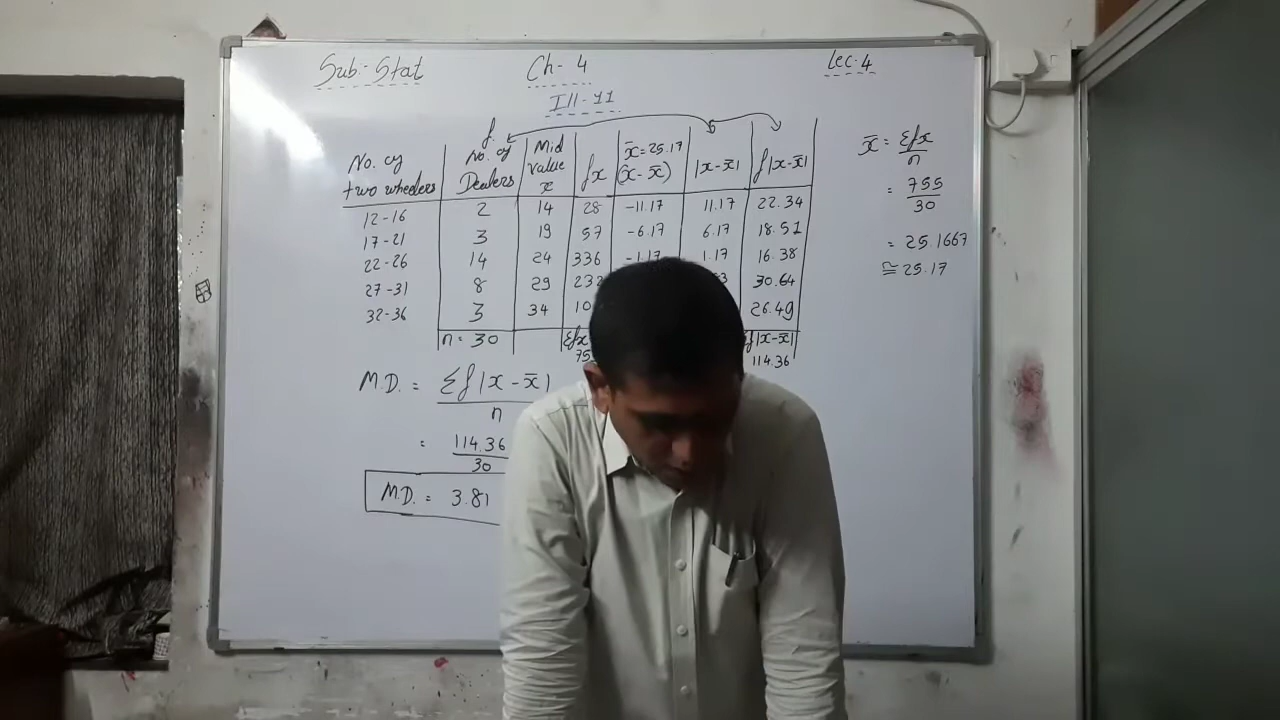 Sub:- Stat Ch- 4 Lec. 4
Ill-11
No. of two wheelers | f. No. of Dealers | Mid Value x | fx | x̄ = 25.17 (x - x̄) | |x-x̄| | f|x-x̄|
12-16 | 2 | 14 | 28 | -11.17 | 11.17 | 22.34
17-21 | 3 | 19 | 57 | -6.17 | 6.17 | 18.51
22-26 | 14 | 24 | 336 | -1.17 | 1.17 | 16.38
27-31 | 8 | 29 | 232 | 30.64
32-36 | 3 | 34 | 26.49
n = 30 | Σfx | f|x-x̄|
114.36
M.D. = Σf|x - x̄| / n
= 114.36 / 30
M.D. = 3.81
x̄ = Σfx / n
= 755 / 30
= 25.1667
≅ 25.17